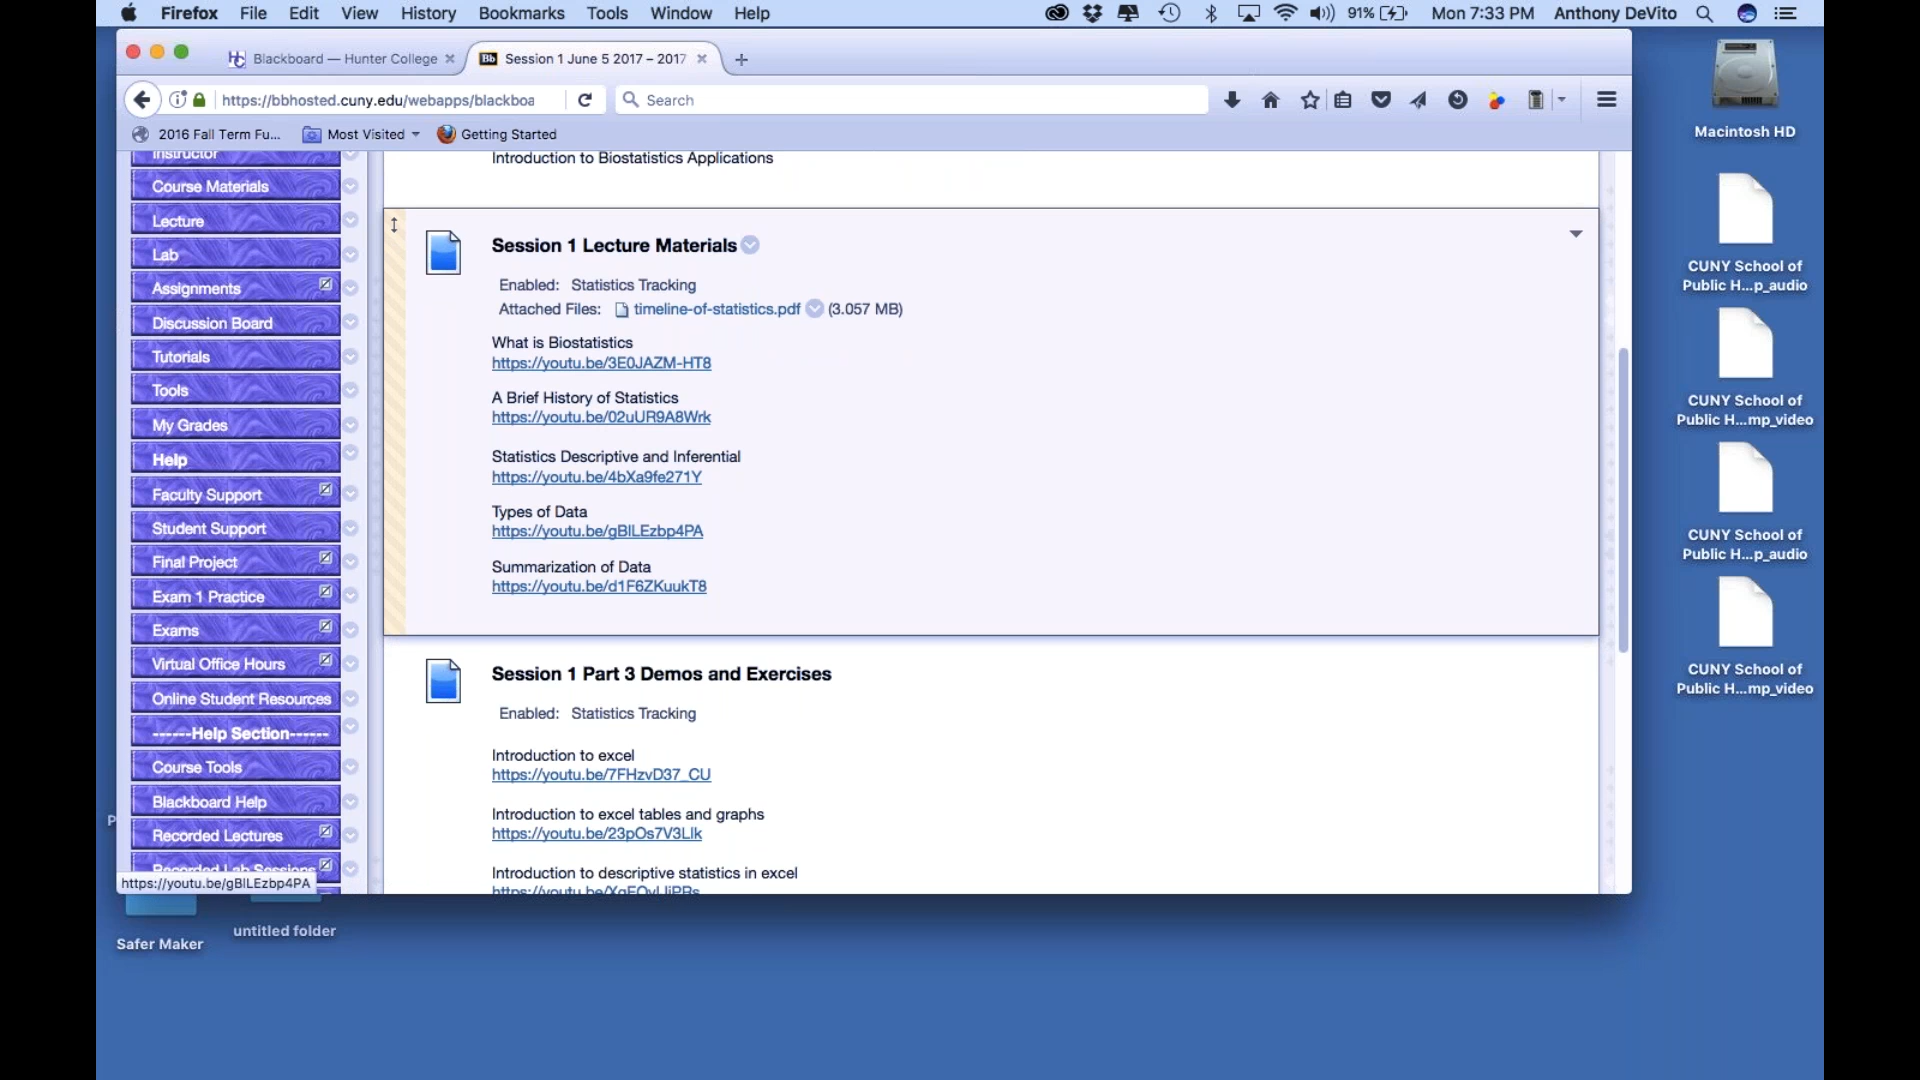 Firefox File Edit View History Bookmarks Tools Window Help 91% Mon 7:33 PM Anthony DeVito
Blackboard — Hunter College
Bb Session 1 June 5 2017 – 2017
https://bbhosted.cuny.edu/webapps/blackboa
Search
2016 Fall Term Fu...
Most Visited
Getting Started
Instructor
Course Materials
Lecture
Lab
Assignments
Discussion Board
Tutorials
Tools
My Grades
Help
Faculty Support
Student Support
Final Project
Exam 1 Practice
Exams
Virtual Office Hours
Online Student Resources
------Help Section------
Course Tools
Blackboard Help
Recorded Lectures
Recorded Lab Sessions
https://youtu.be/gBlLEzbp4PA
Introduction to Biostatistics Applications
Session 1 Lecture Materials
Enabled: Statistics Tracking
Attached Files: timeline-of-statistics.pdf (3.057 MB)
What is Biostatistics
https://youtu.be/3E0JAZM-HT8
A Brief History of Statistics
https://youtu.be/02uUR9A8Wrk
Statistics Descriptive and Inferential
https://youtu.be/4bXa9fe271Y
Types of Data
https://youtu.be/gBlLEzbp4PA
Summarization of Data
https://youtu.be/d1F6ZKuukT8
Session 1 Part 3 Demos and Exercises
Enabled: Statistics Tracking
Introduction to excel
https://youtu.be/7FHzvD37_CU
Introduction to excel tables and graphs
https://youtu.be/23pOs7V3Llk
Introduction to descriptive statistics in excel
Macintosh HD
CUNY School of
Public H...p_audio
CUNY School of
Public H...mp_video
CUNY School of
Public H...p_audio
CUNY School of
Public H...mp_video
P
Safer Maker
untitled folder